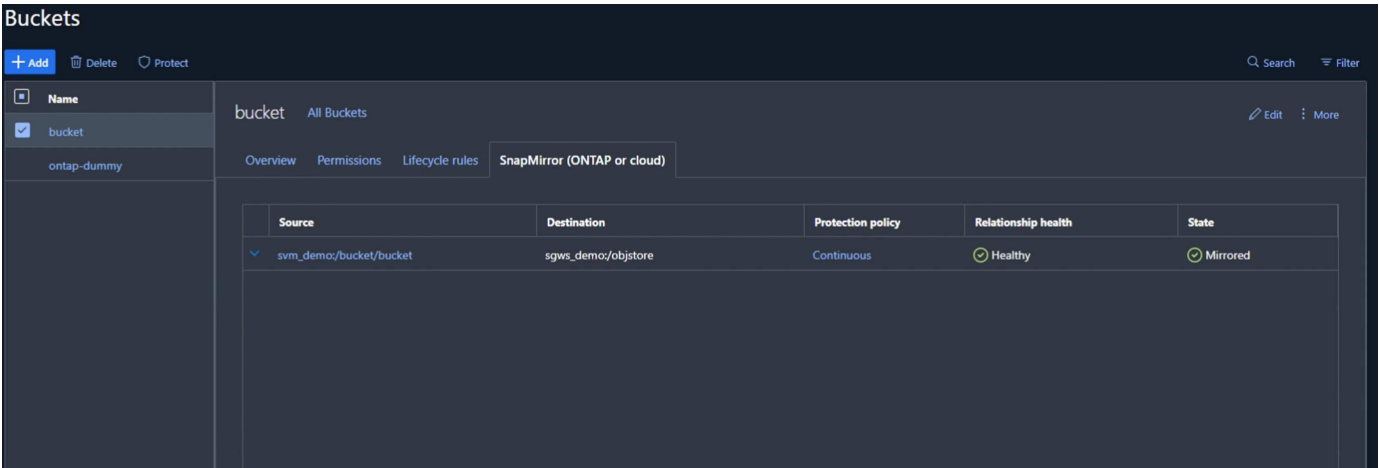 Buckets
Add Delete Protect Search Filter
Name
bucket
ontap-dummy
bucket All Buckets Edit More
Overview Permissions Lifecycle rules SnapMirror (ONTAP or cloud)
Source Destination Protection policy Relationship health State
svm_demo:/bucket/bucket sgws_demo:/objstore Continuous Healthy Mirrored